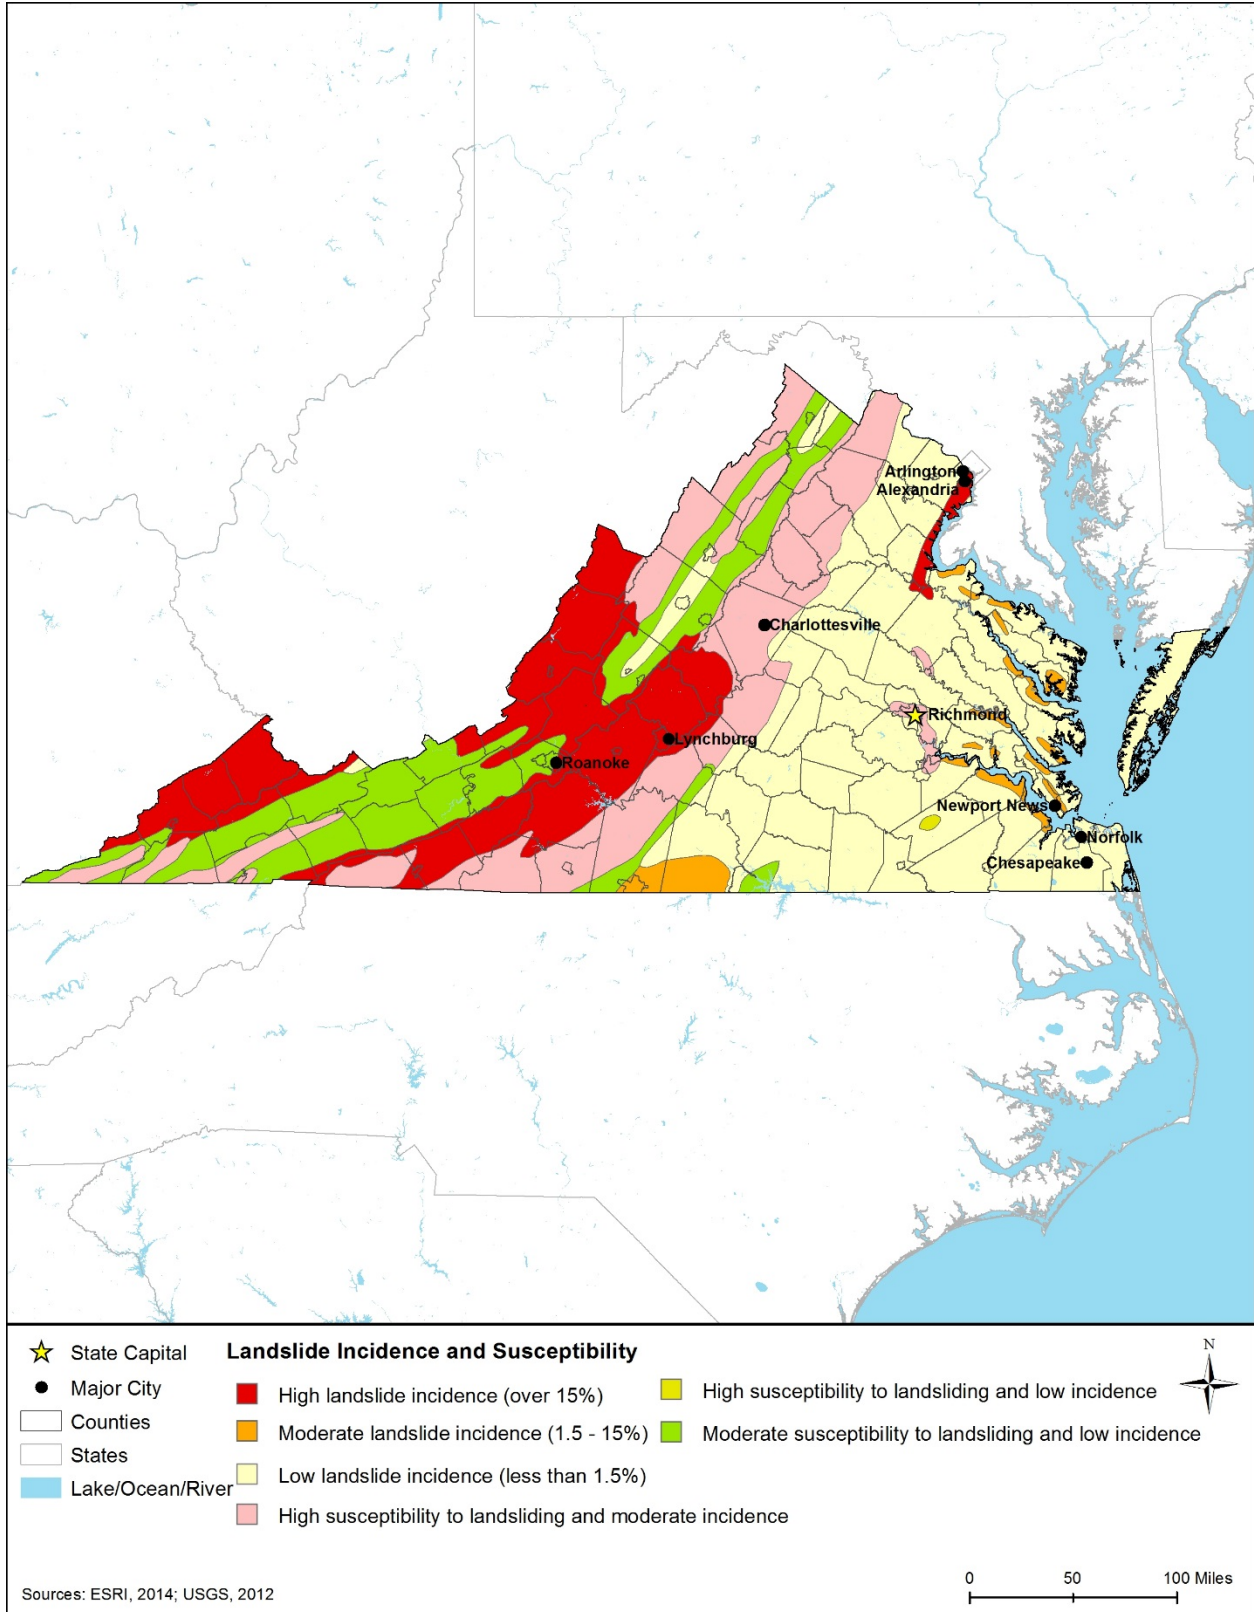 Arlington
Alexandria
Charlottesville
Richmond
Lynchburg
Roanoke
Newport News
Norfolk
Chesapeake
State Capital
Major City
Counties
States
Lake/Ocean/River
Landslide Incidence and Susceptibility
High landslide incidence (over 15%)
Moderate landslide incidence (1.5 - 15%)
Low landslide incidence (less than 1.5%)
High susceptibility to landsliding and moderate incidence
High susceptibility to landsliding and low incidence
Moderate susceptibility to landsliding and low incidence
N
0 50 100 Miles
Sources: ESRI, 2014; USGS, 2012